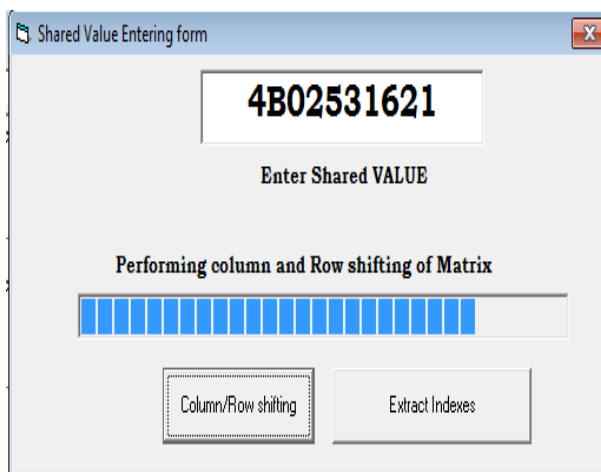 Shared Value Entering form
4B02531621
Enter Shared VALUE
Performing column and Row shifting of Matrix
Column/Row shifting
Extract Indexes